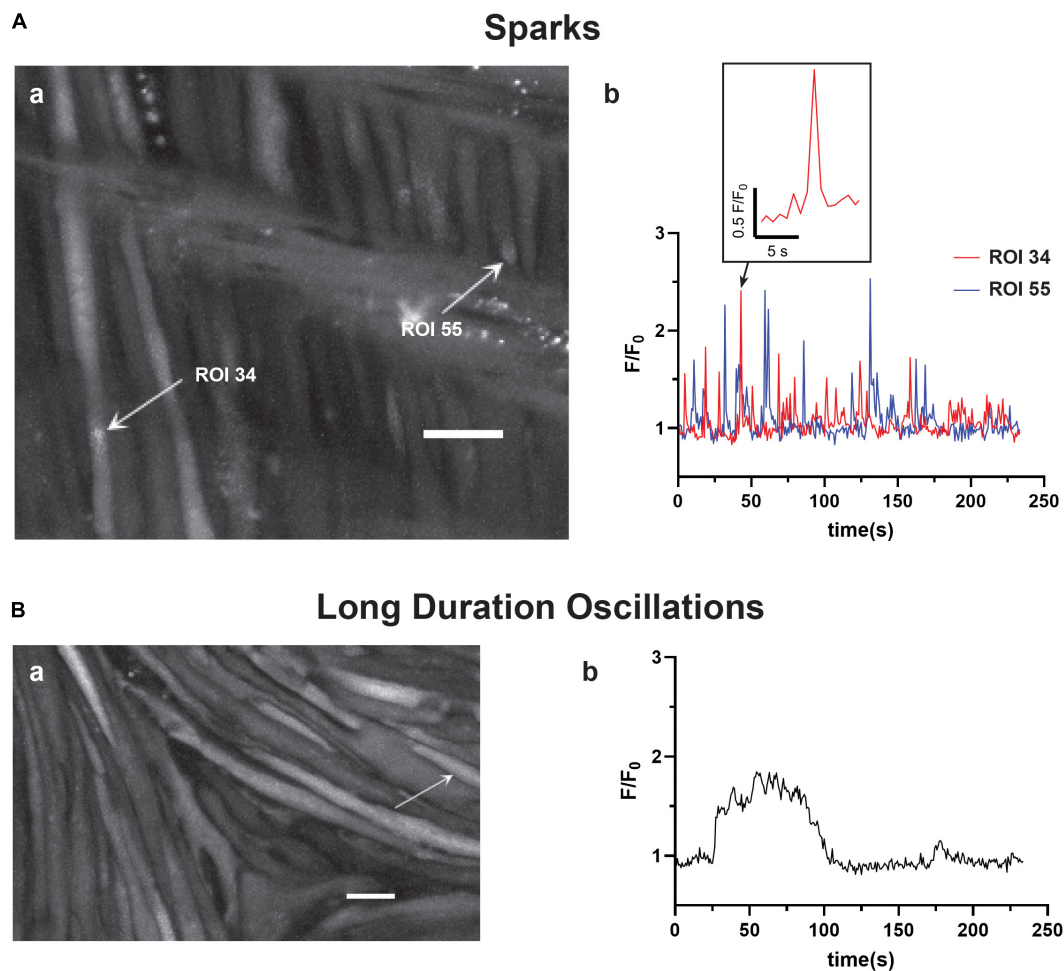 A
Sparks
a
ROI 55
ROI 34
b
0.5 F/F0
5 s
ROI 34
ROI 55
F/F0
3
2
1
0 50 100 150 200 250
time(s)
B
Long Duration Oscillations
a
b
F/F0
3
2
1
0 50 100 150 200 250
time(s)